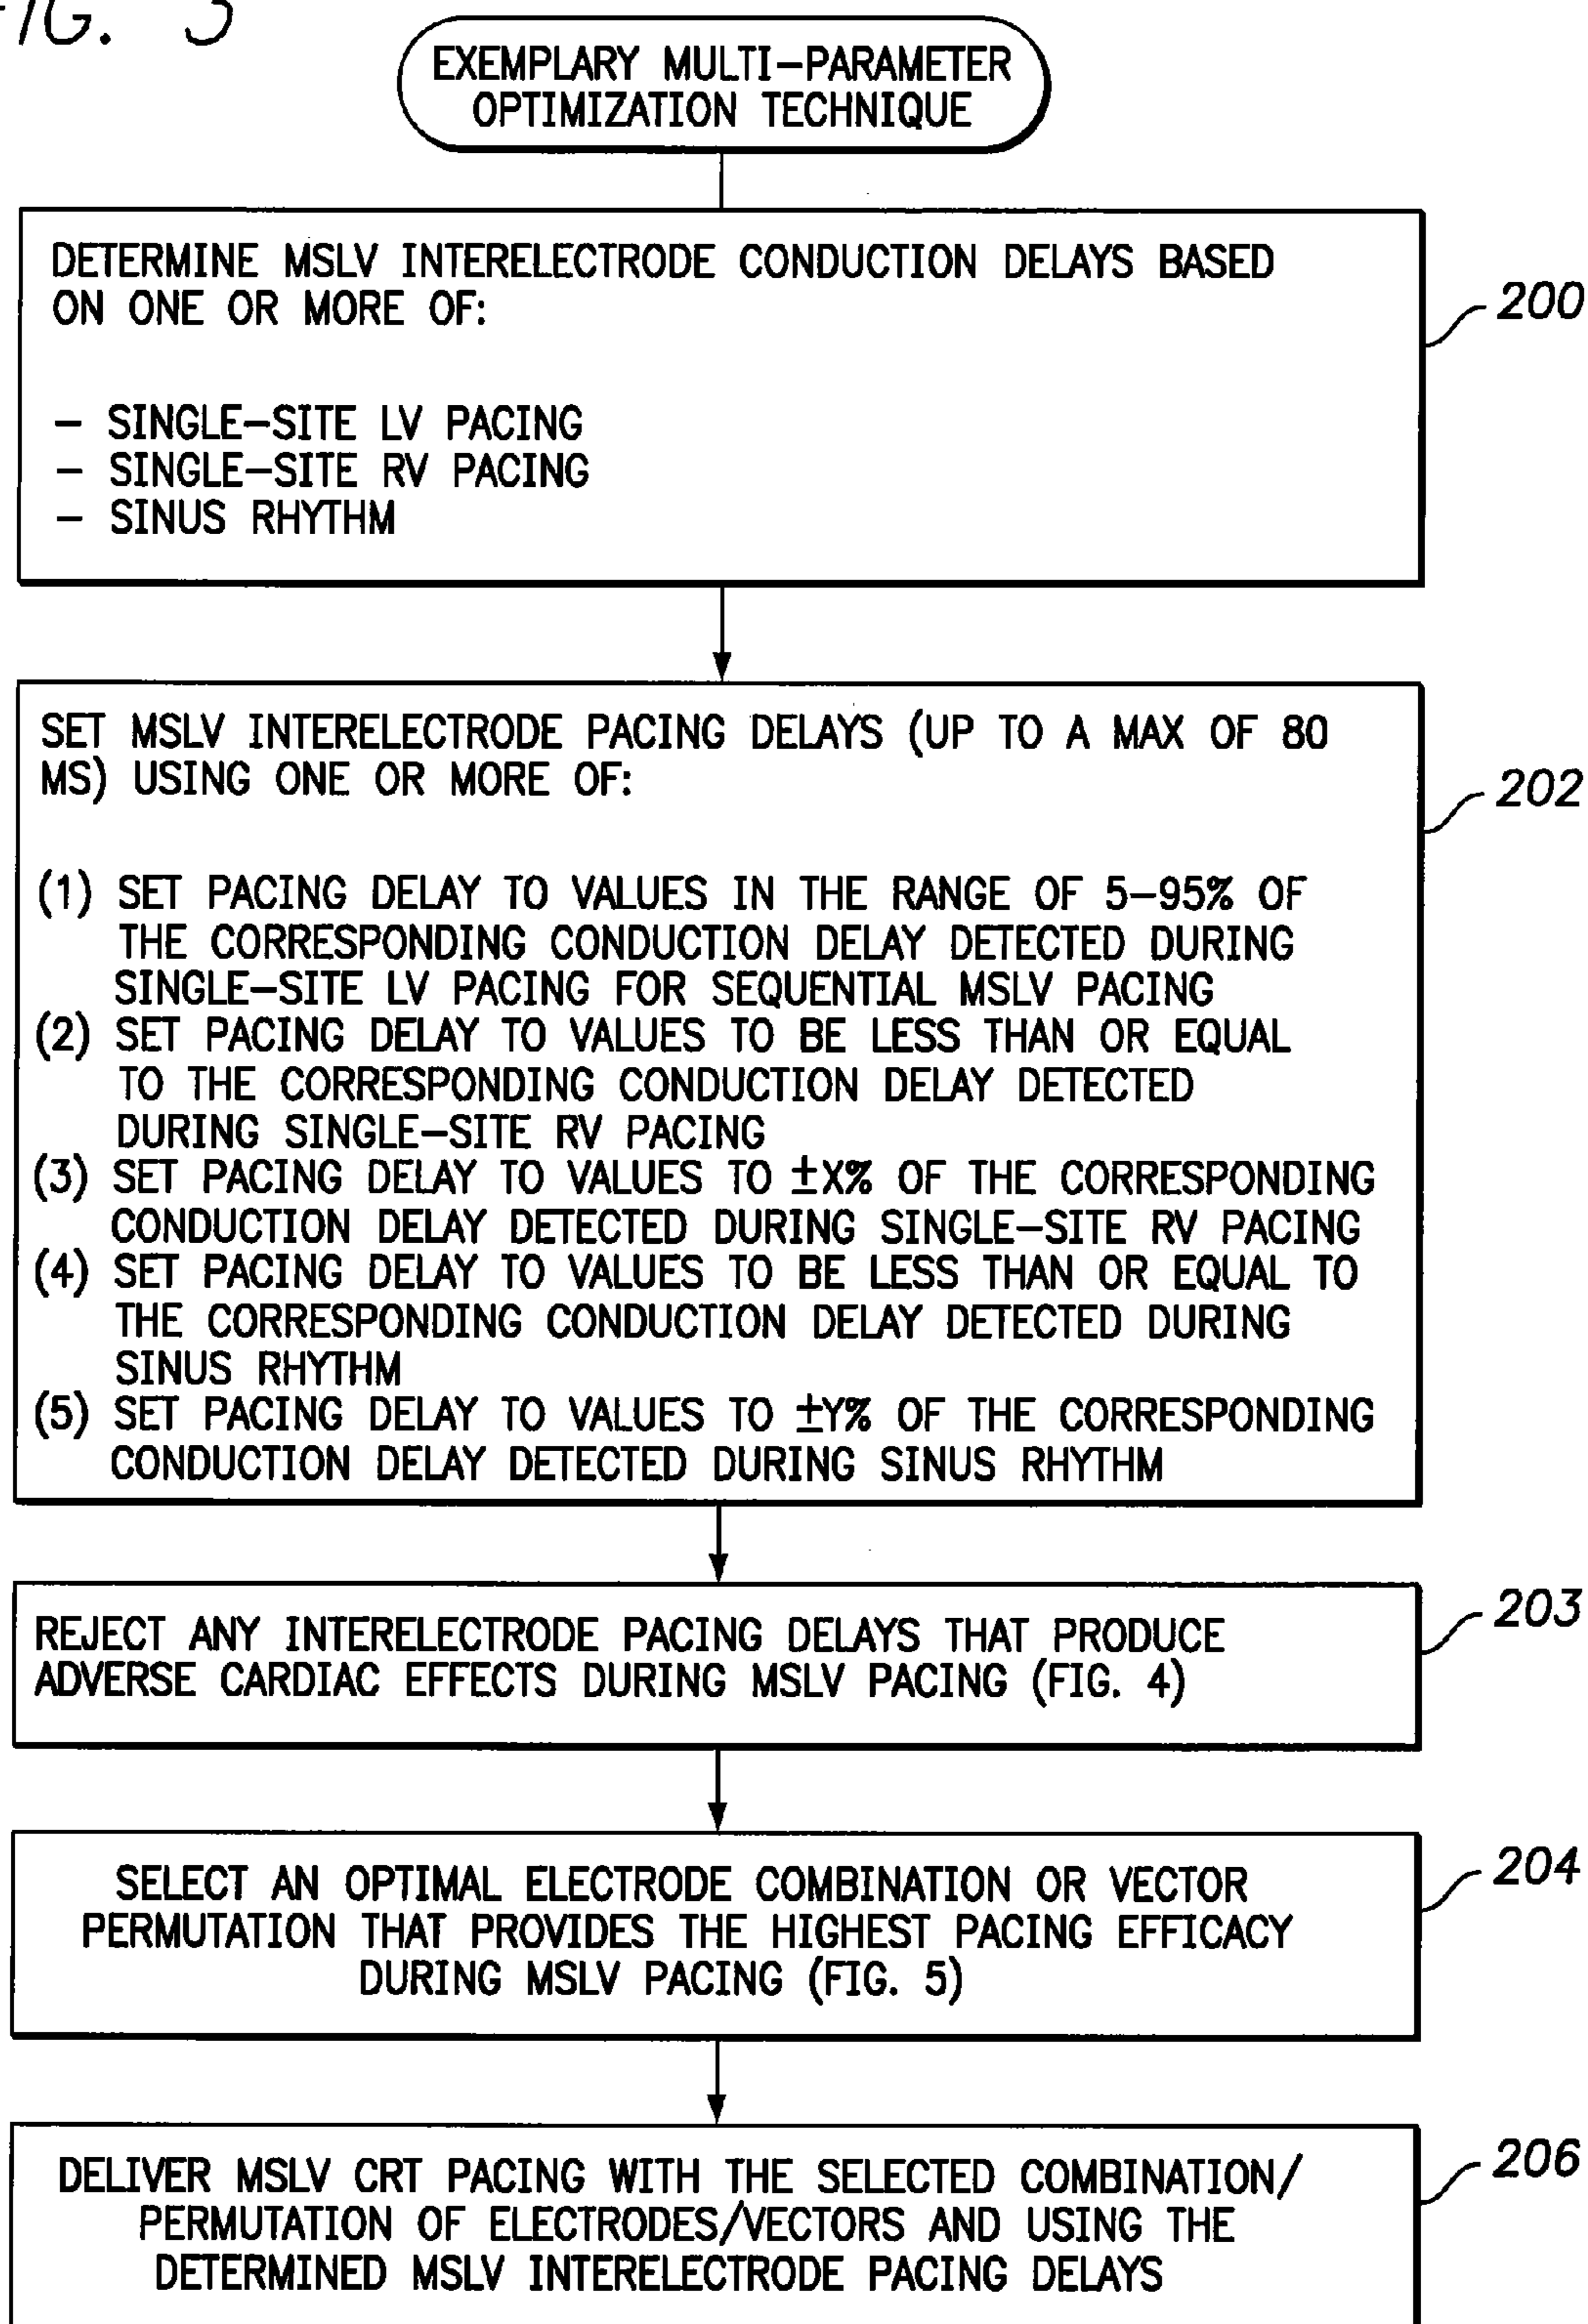 FIG. 3
EXEMPLARY MULTI-PARAMETER
OPTIMIZATION TECHNIQUE
DETERMINE MSLV INTERELECTRODE CONDUCTION DELAYS BASED
ON ONE OR MORE OF:
– SINGLE-SITE LV PACING
– SINGLE-SITE RV PACING
– SINUS RHYTHM
200
SET MSLV INTERELECTRODE PACING DELAYS (UP TO A MAX OF 80
MS) USING ONE OR MORE OF:
202
(1) SET PACING DELAY TO VALUES IN THE RANGE OF 5-95% OF
THE CORRESPONDING CONDUCTION DELAY DETECTED DURING
SINGLE-SITE LV PACING FOR SEQUENTIAL MSLV PACING
(2) SET PACING DELAY TO VALUES TO BE LESS THAN OR EQUAL
TO THE CORRESPONDING CONDUCTION DELAY DETECTED
DURING SINGLE-SITE RV PACING
(3) SET PACING DELAY TO VALUES TO ±X% OF THE CORRESPONDING
CONDUCTION DELAY DETECTED DURING SINGLE-SITE RV PACING
(4) SET PACING DELAY TO VALUES TO BE LESS THAN OR EQUAL TO
THE CORRESPONDING CONDUCTION DELAY DETECTED DURING
SINUS RHYTHM
(5) SET PACING DELAY TO VALUES TO ±Y% OF THE CORRESPONDING
CONDUCTION DELAY DETECTED DURING SINUS RHYTHM
REJECT ANY INTERELECTRODE PACING DELAYS THAT PRODUCE
ADVERSE CARDIAC EFFECTS DURING MSLV PACING (FIG. 4)
203
SELECT AN OPTIMAL ELECTRODE COMBINATION OR VECTOR
PERMUTATION THAT PROVIDES THE HIGHEST PACING EFFICACY
DURING MSLV PACING (FIG. 5)
204
DELIVER MSLV CRT PACING WITH THE SELECTED COMBINATION/
PERMUTATION OF ELECTRODES/VECTORS AND USING THE
DETERMINED MSLV INTERELECTRODE PACING DELAYS
206